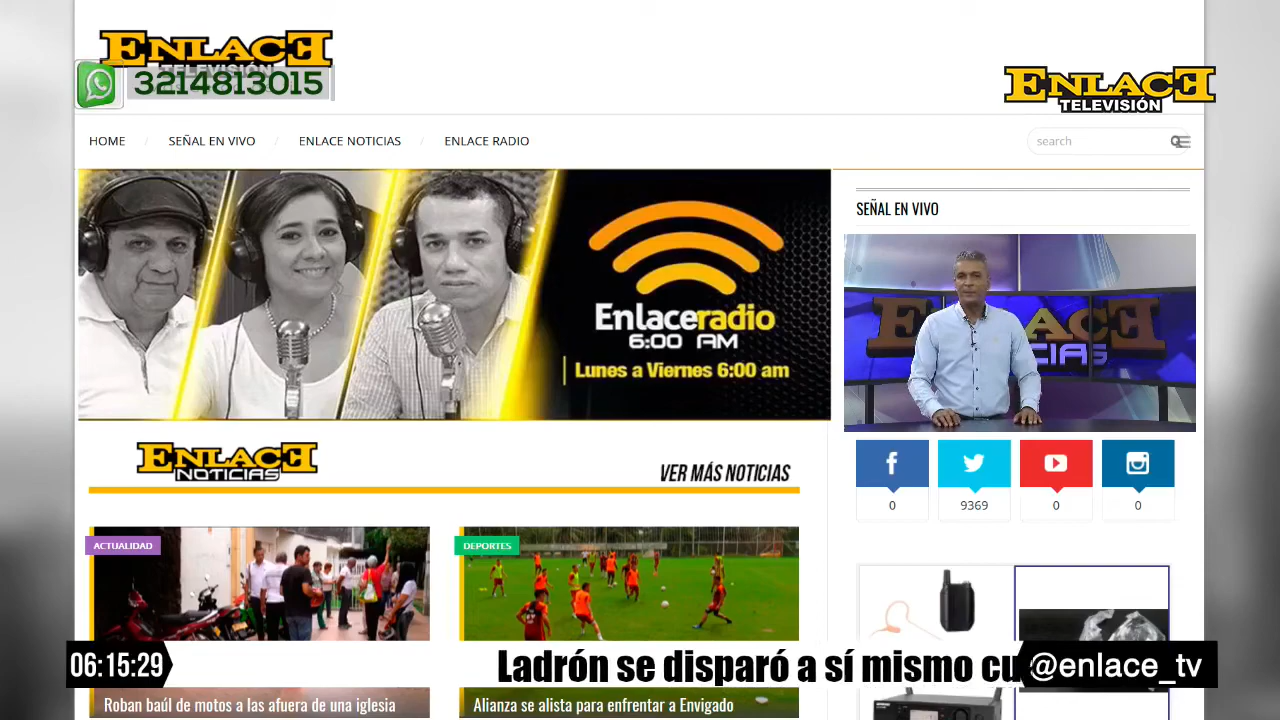 ENLACE
TELEVISIÓN
3214813015
ENLACE
TELEVISIÓN
HOME / SEÑAL EN VIVO / ENLACE NOTICIAS / ENLACE RADIO
search
SEÑAL EN VIVO
Enlaceradio
6:00 AM
Lunes a Viernes 6:00 am
ENLACE
NOTICIAS
VER MÁS NOTICIAS
0
9369
0
0
ACTUALIDAD
DEPORTES
06:15:29
Ladrón se disparó a sí mismo cu
@enlace_tv
Roban baúl de motos a las afuera de una iglesia
Alianza se alista para enfrentar a Envigado